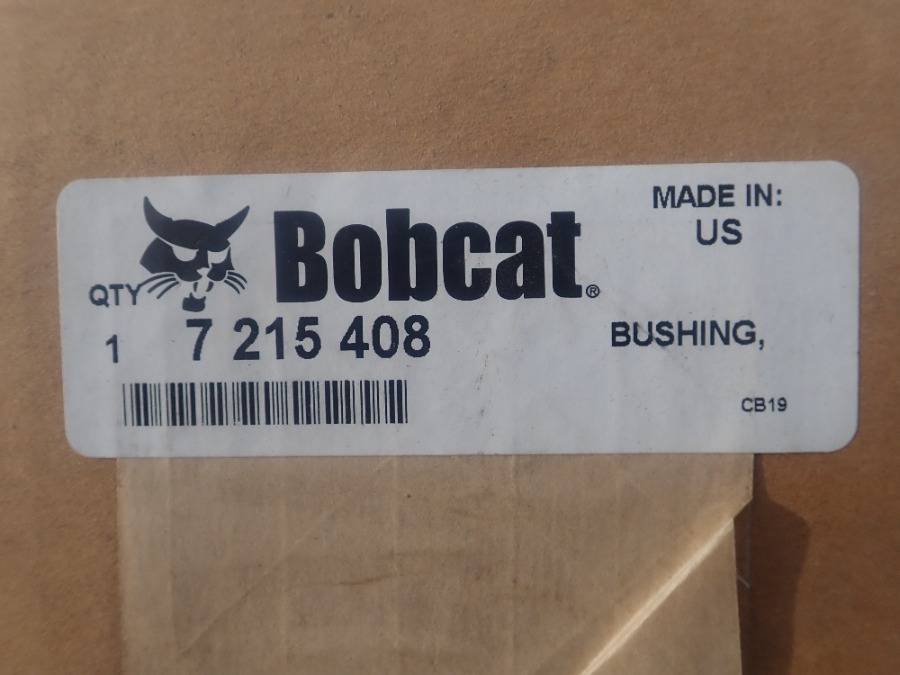 Bobcat®
MADE IN:
US
QTY
1 7 215 408
BUSHING,
CB19